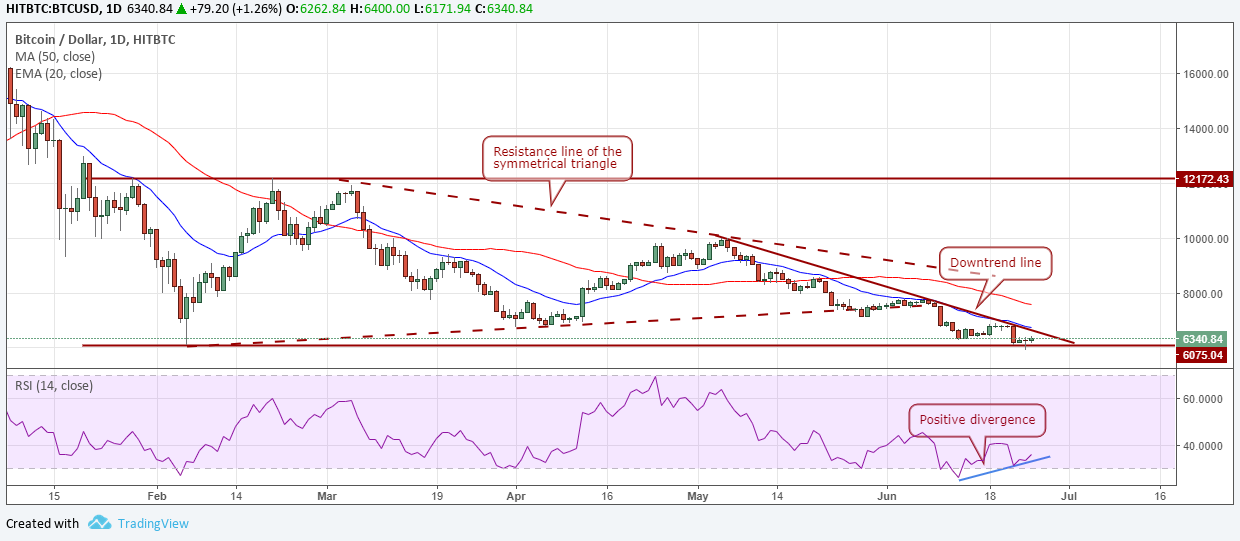 HITBTC:BTCUSD, 1D 6340.84 ▲ +79.20 (+1.26%) O:6262.84 H:6400.00 L:6171.94 C:6340.84
Bitcoin / Dollar, 1D, HITBTC
MA (50, close)
EMA (20, close)
16000.00
14000.00
Resistance line of the
symmetrical triangle
12172.43
10000.00
Downtrend line
8000.00
6340.84
6075.04
RSI (14, close)
60.0000
Positive divergence
40.0000
15 Feb 14 Mar 19 Apr 16 May 14 Jun 18 Jul 16
Created with TradingView